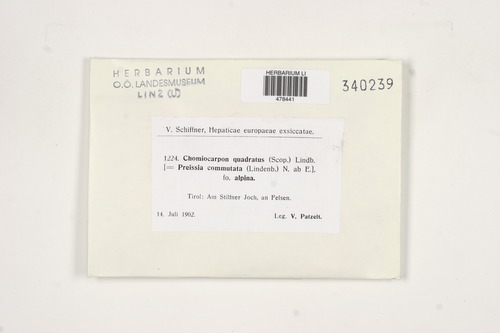 HERBARIUM
O.Ö. LANDESMUSEUM
LINZ (LI)
HERBARIUM LI
478441
340239
V. Schiffner, Hepaticae europaeae exsiccatae.
1224. Chomiocarpon quadratus (Scop.) Lindb.
[= Preissia commutata (Lindenb.) N. ab E.],
fo. alpina.
Tirol: Am Stilfser Joch, an Felsen.
14. Juli 1902.
Leg. V. Patzelt.